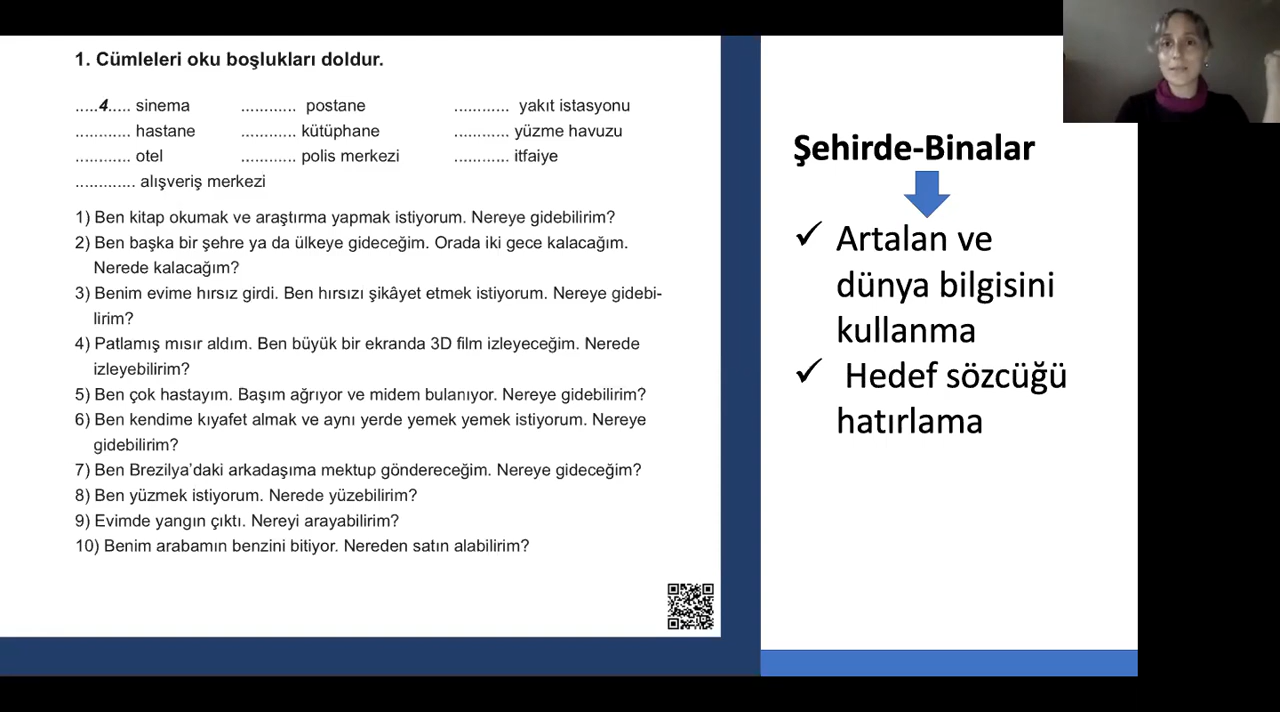 1. Cümleleri oku boşlukları doldur.
.....4..... sinema ............ postane ............ yakıt istasyonu
............ hastane ............ kütüphane ............ yüzme havuzu
............ otel ............ polis merkezi ............ itfaiye
............. alışveriş merkezi
1) Ben kitap okumak ve araştırma yapmak istiyorum. Nereye gidebilirim?
2) Ben başka bir şehre ya da ülkeye gideceğim. Orada iki gece kalacağım.
Nerede kalacağım?
3) Benim evime hırsız girdi. Ben hırsızı şikâyet etmek istiyorum. Nereye gidebi-
lirim?
4) Patlamış mısır aldım. Ben büyük bir ekranda 3D film izleyeceğim. Nerede
izleyebilirim?
5) Ben çok hastayım. Başım ağrıyor ve midem bulanıyor. Nereye gidebilirim?
6) Ben kendime kıyafet almak ve aynı yerde yemek yemek istiyorum. Nereye
gidebilirim?
7) Ben Brezilya'daki arkadaşıma mektup göndereceğim. Nereye gideceğim?
8) Ben yüzmek istiyorum. Nerede yüzebilirim?
9) Evimde yangın çıktı. Nereyi arayabilirim?
10) Benim arabamın benzini bitiyor. Nereden satın alabilirim?
Şehirde-Binalar
✓ Artalan ve
dünya bilgisini
kullanma
✓ Hedef sözcüğü
hatırlama